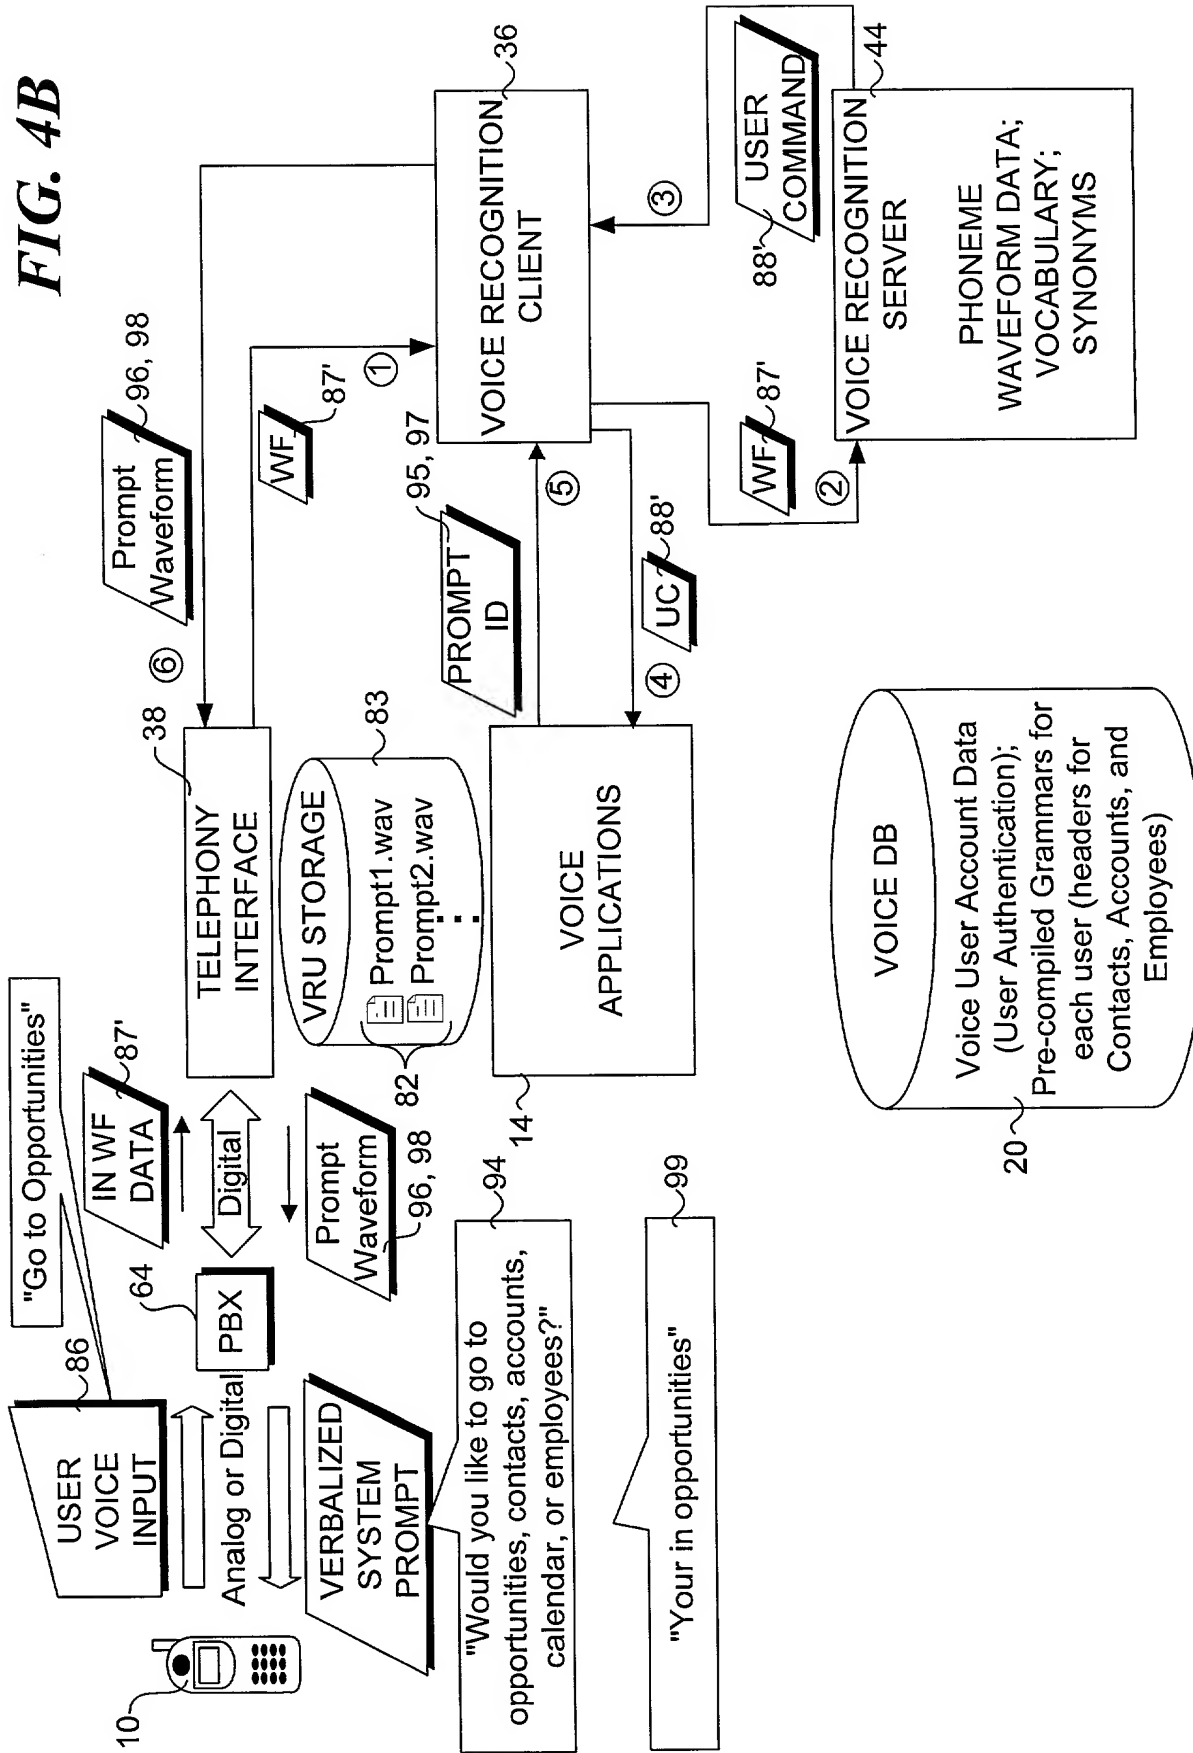 FIG. 4B
"Go to Opportunities"
86
USER
VOICE
INPUT
10
Analog or Digital
64
PBX
IN WF
DATA
87'
Digital
Prompt
Waveform
96, 98
VERBALIZED
SYSTEM
PROMPT
94
"Would you like to go to
opportunities, contacts, accounts,
calendar, or employees?"
99
"Your in opportunities"
38
TELEPHONY
INTERFACE
VRU STORAGE
83
Prompt1.wav
Prompt2.wav
82
14
VOICE
APPLICATIONS
6
Prompt
Waveform
96, 98
WF
87'
1
PROMPT
ID
95, 97
5
4
UC
88'
36
VOICE RECOGNITION
CLIENT
3
USER
COMMAND
88'
WF
87'
2
44
VOICE RECOGNITION
SERVER
PHONEME
WAVEFORM DATA;
VOCABULARY;
SYNONYMS
VOICE DB
20
Voice User Account Data
(User Authentication);
Pre-compiled Grammars for
each user (headers for
Contacts, Accounts, and
Employees)